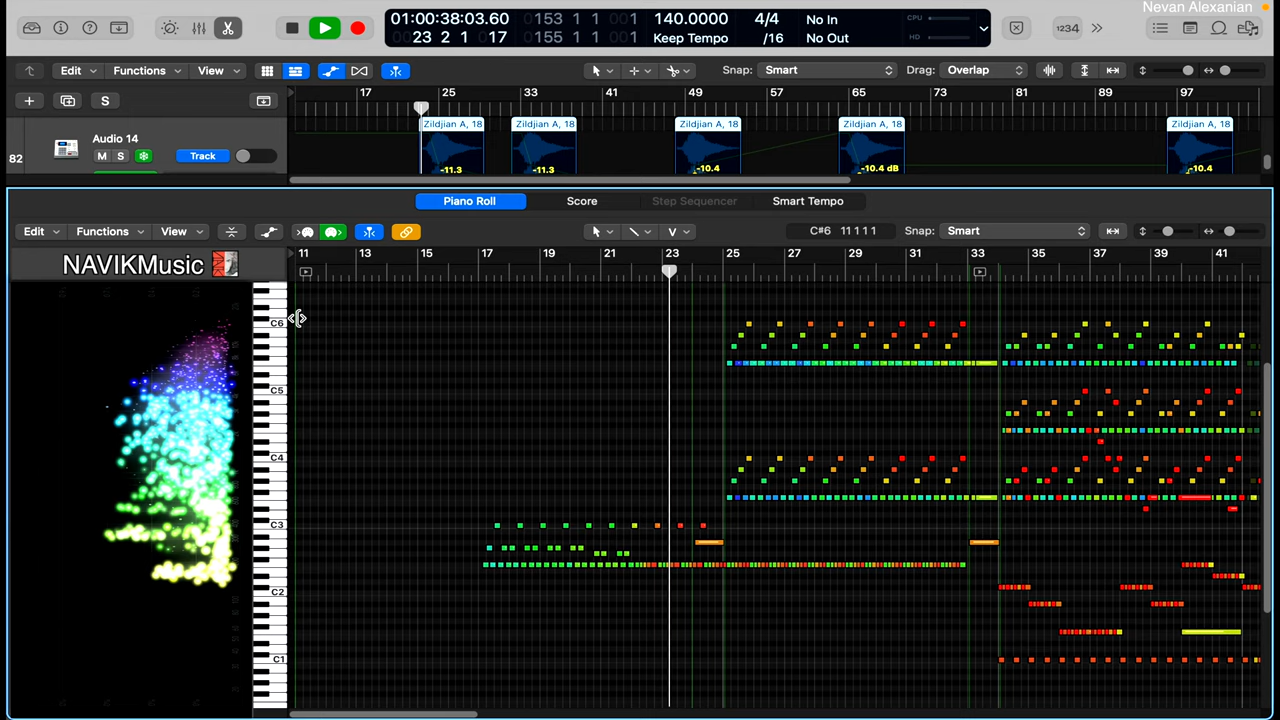 Nevan Alexanian
01:00:38:03.60 0153 1 1 001 140.0000 4/4 No In CPU
23 2 1 017 0155 1 1 001 Keep Tempo /16 No Out HD
1234
Edit Functions View Snap: Smart Drag: Overlap
S 17 25 33 41 49 57 65 73 81 89 97
82 Audio 14 M S Track
Zildjian A, 18 Zildjian A, 18 Zildjian A, 18 Zildjian A, 18 Zildjian A, 18
-11.3 -11.3 -10.4 -10.4 dB -10.4
Piano Roll Score Step Sequencer Smart Tempo
Edit Functions View C#6 11 1 1 1 Snap: Smart
11 13 15 17 19 21 23 25 27 29 31 33 35 37 39 41
NAVIKMusic
C6
C5
C4
C3
C2
C1